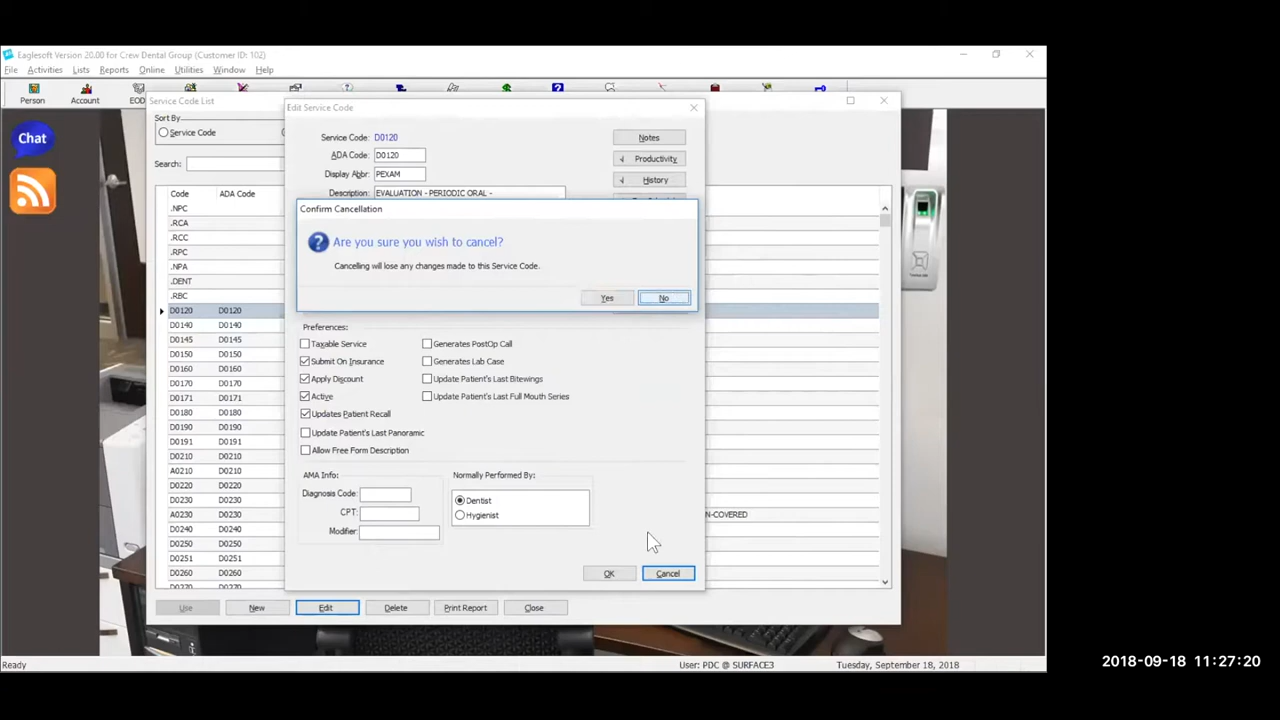 Eaglesoft Version 20.00 for Crew Dental Group (Customer ID: 102)
File Activities Lists Reports Online Utilities Window Help
Person Account EOD
Chat
Service Code List
Sort By
Service Code
Search:
Code ADA Code
.NPC
.RCA
.RCC
.RPC
.NPA
.DENT
.RBC
D0120 D0120
D0140 D0140
D0145 D0145
D0150 D0150
D0160 D0160
D0170 D0170
D0171 D0171
D0180 D0180
D0190 D0190
D0191 D0191
D0210 D0210
A0210 D0210
D0220 D0220
D0230 D0230
A0230 D0230 N-COVERED
D0240 D0240
D0250 D0250
D0251 D0251
D0260 D0260
D0270 D0270
Use New Edit Delete Print Report Close
Edit Service Code
Service Code: D0120
ADA Code: D0120
Display Abbr: PEXAM
Description: EVALUATION - PERIODIC ORAL -
Notes
√ Productivity
√ History
Confirm Cancellation
Are you sure you wish to cancel?
Cancelling will lose any changes made to this Service Code.
Yes No
Preferences:
Taxable Service Generates PostOp Call
Submit On Insurance Generates Lab Case
Apply Discount Update Patient's Last Bitewings
Active Update Patient's Last Full Mouth Series
Updates Patient Recall
Update Patient's Last Panoramic
Allow Free Form Description
AMA Info:
Diagnosis Code:
CPT:
Modifier:
Normally Performed By:
Dentist
Hygienist
OK Cancel
Ready User: PDC @ SURFACE3 Tuesday, September 18, 2018
2018-09-18 11:27:20